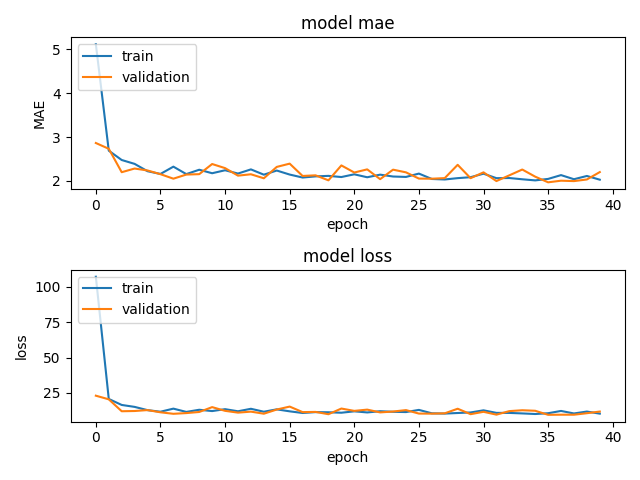 model mae
5
4
3
2
MAE
train
validation
0 5 10 15 20 25 30 35 40
epoch
model loss
100
75
50
25
loss
train
validation
0 5 10 15 20 25 30 35 40
epoch